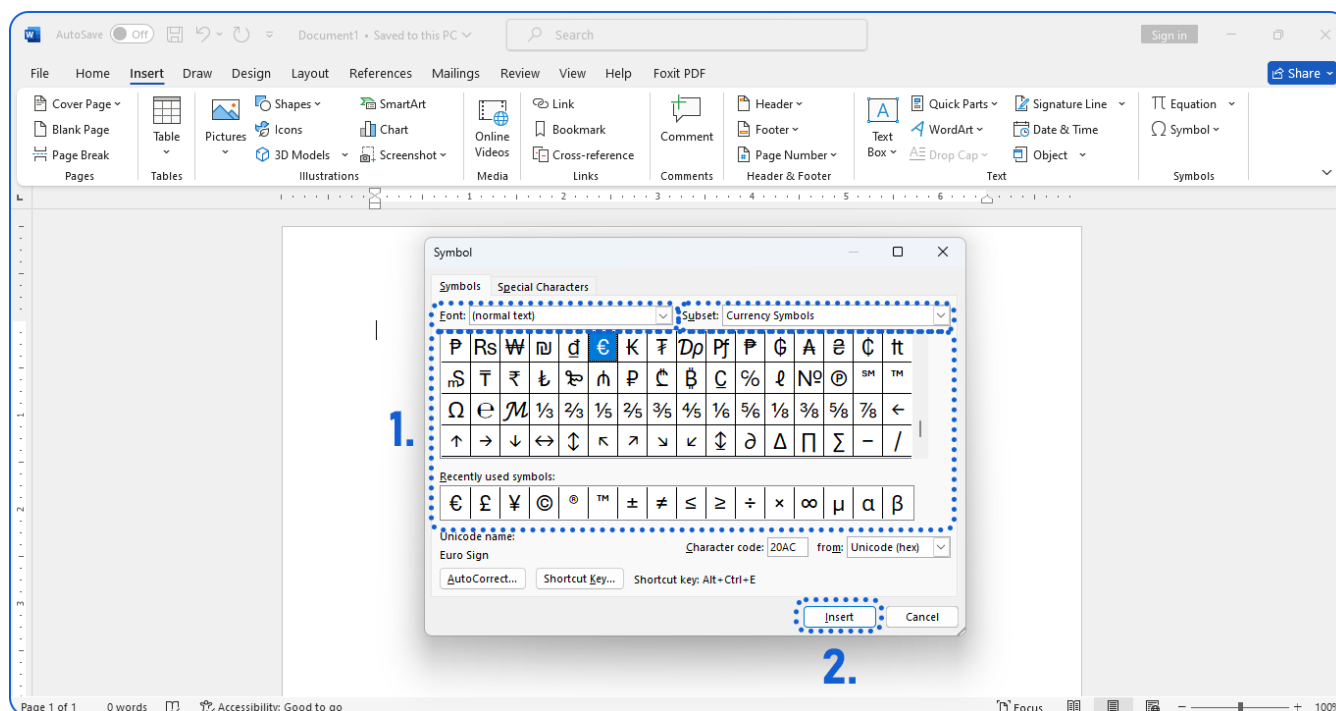 AutoSave Off Document1 • Saved to this PC Search Sign in
File Home Insert Draw Design Layout References Mailings Review View Help Foxit PDF Share
Cover Page Shapes SmartArt Link Header Quick Parts Signature Line Equation
Blank Page Icons Chart Bookmark Footer WordArt Date & Time Symbol
Page Break Table Pictures 3D Models Screenshot Online Videos Cross-reference Comment Page Number Text Box Drop Cap Object
Pages Tables Illustrations Media Links Comments Header & Footer Text Symbols
1 2 3 4 5 6
Symbol
Symbols Special Characters
Font: (normal text) Subset: Currency Symbols
₱ ₨ ₩ ₪ ₫ € ₭ ₮ ₯ ₰ ₱ ₲ ₳ ₴ ₵ ₶
₷ ₸ ₹ ₺ ₻ ₼ ₽ ₾ ₿ ⃀ ℅ ℓ № ℗ ℠ ™
Ω ℮ ℳ ⅓ ⅔ ⅕ ⅖ ⅗ ⅘ ⅙ ⅚ ⅛ ⅜ ⅝ ⅞ ←
↑ → ↓ ↔ ↕ ↖ ↗ ↘ ↙ ↨ ∂ ∆ ∏ ∑ − ∕
1.
Recently used symbols:
€ £ ¥ © ® ™ ± ≠ ≤ ≥ ÷ × ∞ µ α β
Unicode name:
Euro Sign
Character code: 20AC from: Unicode (hex)
AutoCorrect... Shortcut Key... Shortcut key: Alt+Ctrl+E
Insert Cancel
2.
Page 1 of 1 0 words Accessibility: Good to go Focus 100%